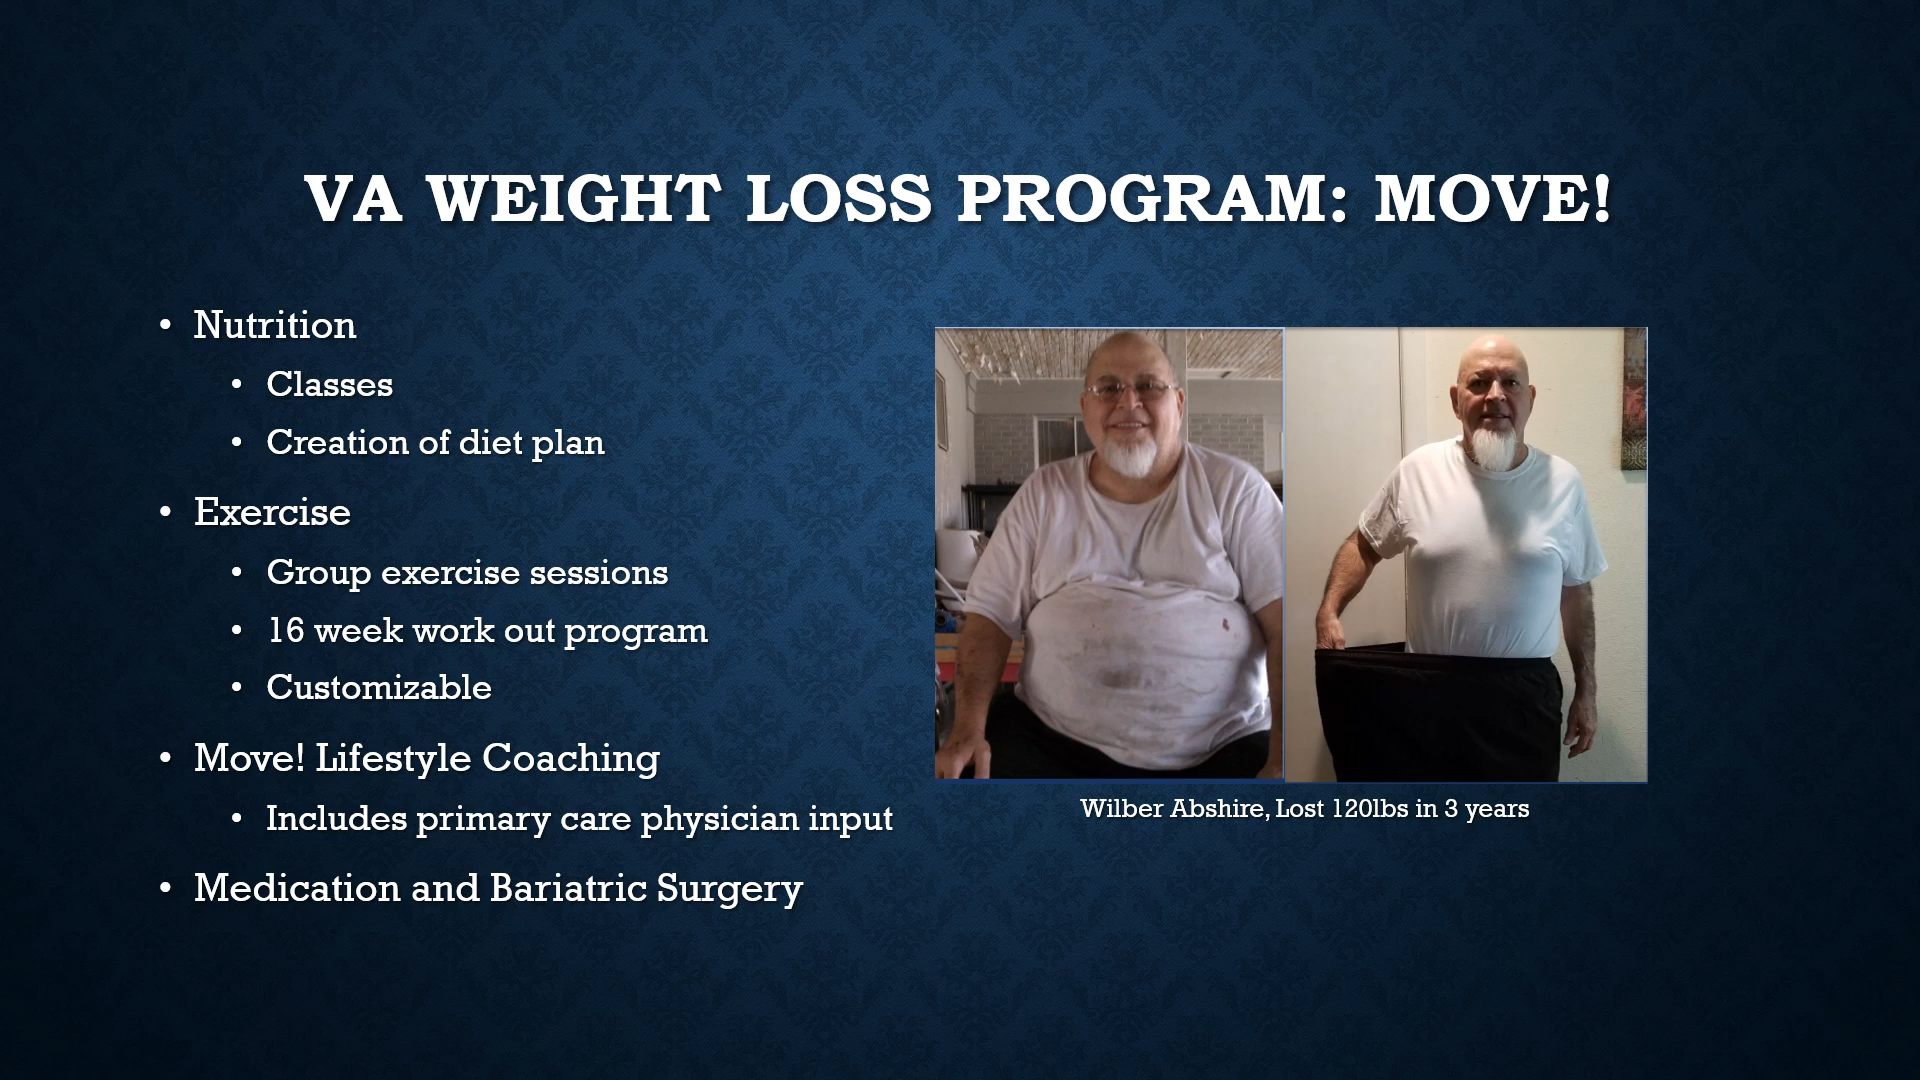 VA WEIGHT LOSS PROGRAM: MOVE!
• Nutrition
• Classes
• Creation of diet plan
• Exercise
• Group exercise sessions
• 16 week work out program
• Customizable
• Move! Lifestyle Coaching
• Includes primary care physician input
• Medication and Bariatric Surgery
Wilber Abshire, Lost 120lbs in 3 years